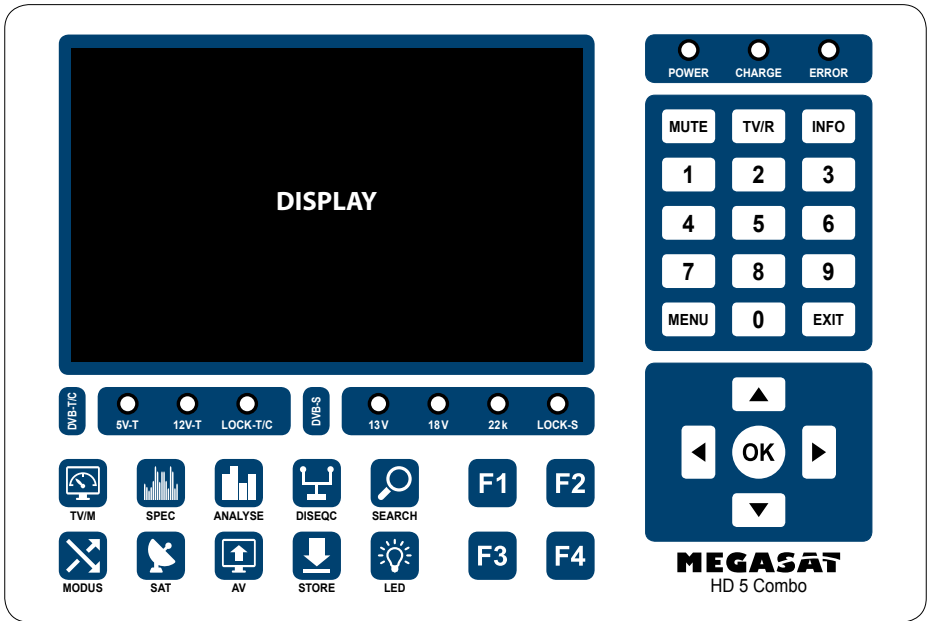 DISPLAY
POWER CHARGE ERROR
MUTE TV/R INFO
1 2 3
4 5 6
7 8 9
MENU 0 EXIT
DVB-T/C
5V-T 12V-T LOCK-T/C
DVB-S
13 V 18 V 22 k LOCK-S
OK
F1 F2
TV/M SPEC ANALYSE DISEQC SEARCH
F3 F4
MODUS SAT AV STORE LED
MEGASAT
HD 5 Combo